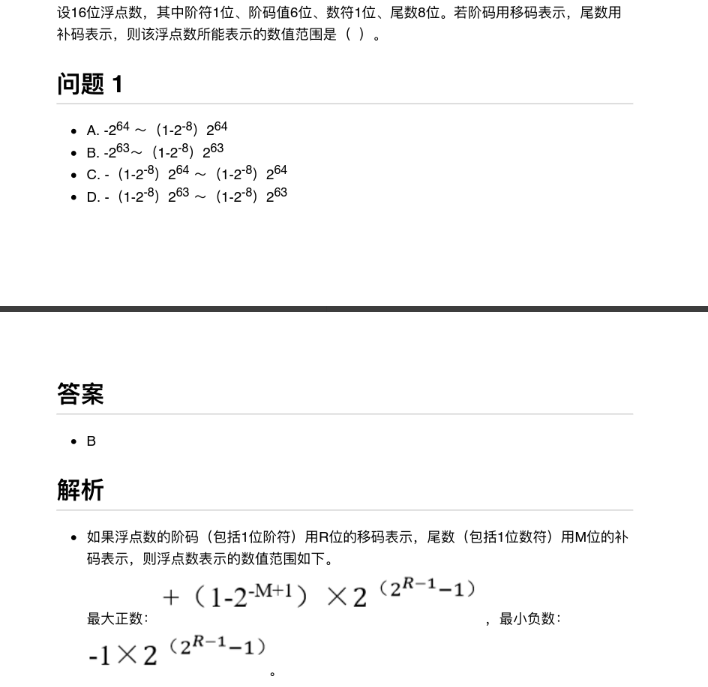 设16位浮点数，其中阶符1位、阶码值6位、数符1位、尾数8位。若阶码用移码表示，尾数用
补码表示，则该浮点数所能表示的数值范围是（ ）。
问题 1
• A. -2^64 ～（1-2^-8）2^64
• B. -2^63～（1-2^-8）2^63
• C. -（1-2^-8）2^64 ～（1-2^-8）2^64
• D. -（1-2^-8）2^63 ～（1-2^-8）2^63
答案
• B
解析
• 如果浮点数的阶码（包括1位阶符）用R位的移码表示，尾数（包括1位数符）用M位的补
码表示，则浮点数表示的数值范围如下。
最大正数： +（1-2^-M+1）×2^（2^R-1-1） ，最小负数：
-1×2^（2^R-1-1） 。